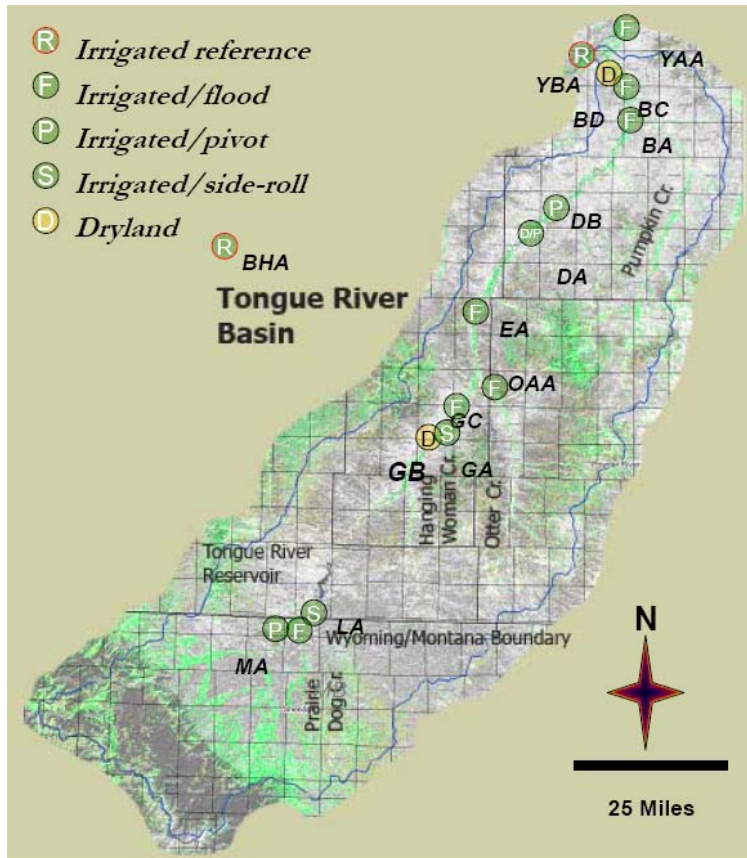 R Irrigated reference
F Irrigated/flood
P Irrigated/pivot
S Irrigated/side-roll
D Dryland
F
R
YAA
D
YBA
F
BC
BD
F
BA
P
DB
D/P
Pumpkin Cr.
R
BHA
DA
Tongue River
Basin
F
EA
F
OAA
F
GC
D
S
GB
GA
Hanging
Woman Cr.
Otter Cr.
Tongue River
Reservoir
S
P
F
LA
Wyoming/Montana Boundary
MA
Prairie
Dog Cr.
N
25 Miles